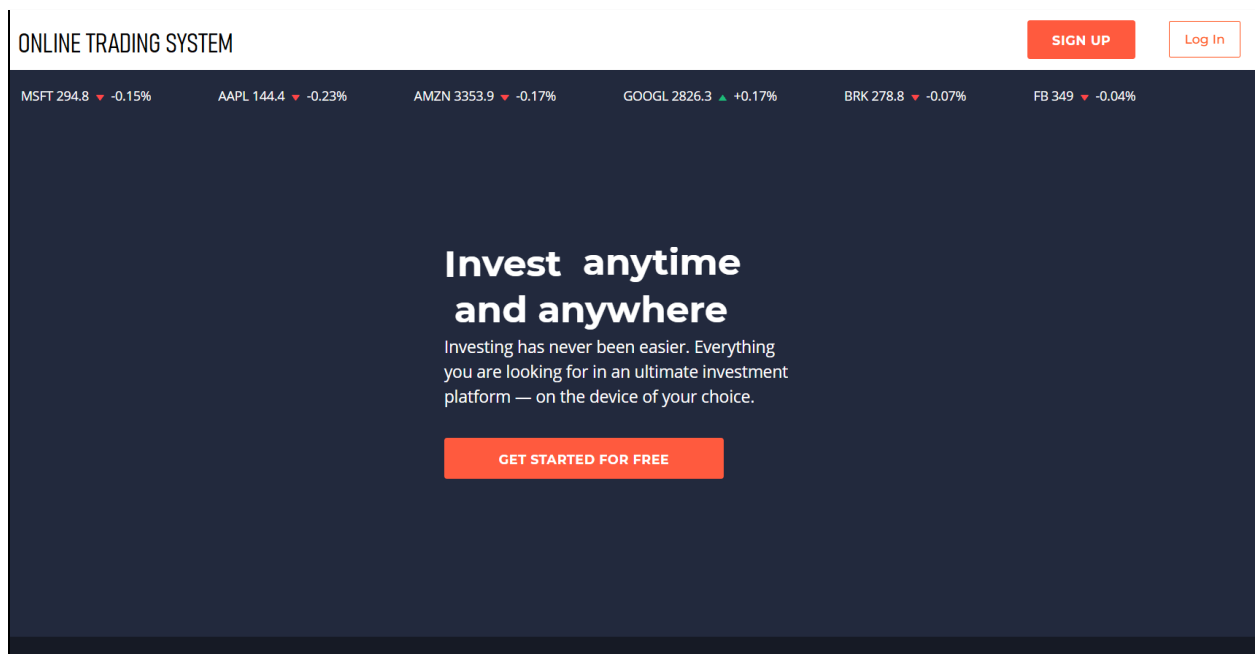 ONLINE TRADING SYSTEM SIGN UP Log In
MSFT 294.8 ▼ -0.15% AAPL 144.4 ▼ -0.23% AMZN 3353.9 ▼ -0.17% GOOGL 2826.3 ▲ +0.17% BRK 278.8 ▼ -0.07% FB 349 ▼ -0.04%
Invest anytime
and anywhere
Investing has never been easier. Everything
you are looking for in an ultimate investment
platform — on the device of your choice.
GET STARTED FOR FREE